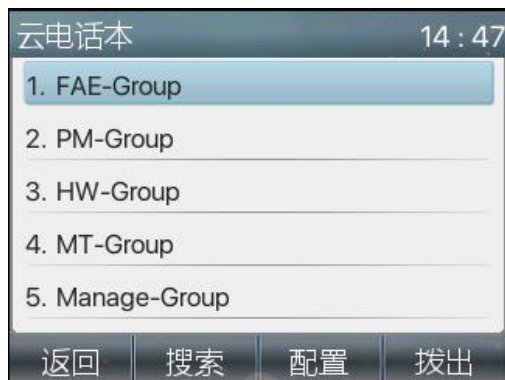 云电话本 14 : 47
1. FAE-Group
2. PM-Group
3. HW-Group
4. MT-Group
5. Manage-Group
返回 搜索 配置 拨出